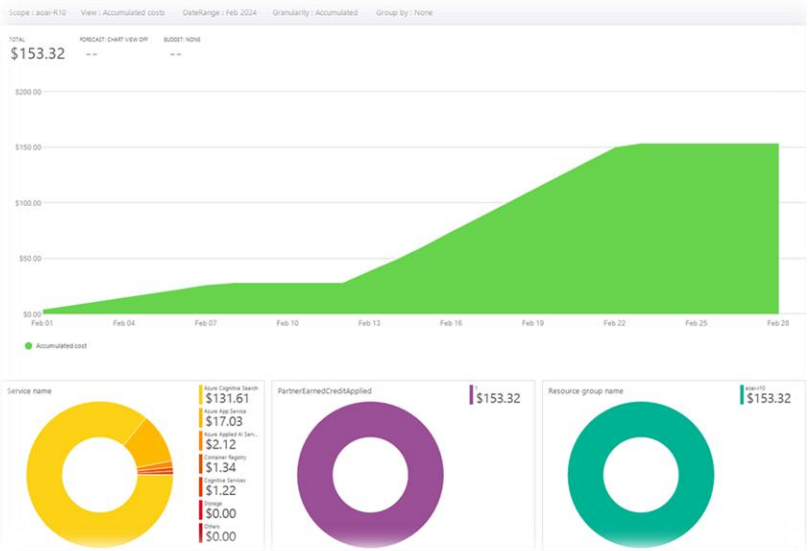 Scope : aoai-R10 View : Accumulated costs DateRange : Feb 2024 Granularity : Accumulated Group by : None
TOTAL FORECAST: CHART VIEW OFF BUDGET: NONE
$153.32 -- --
$200.00
$150.00
$100.00
$50.00
$0.00
Feb 01 Feb 04 Feb 07 Feb 10 Feb 13 Feb 16 Feb 19 Feb 22 Feb 25 Feb 28
Accumulated cost
Service name
Azure Cognitive Search
$131.61
Azure App Service
$17.03
Azure Applied AI Serv...
$2.12
Container Registry
$1.34
Cognitive Services
$1.22
Storage
$0.00
Others
$0.00
PartnerEarnedCreditApplied
1
$153.32
Resource group name
aoai-r10
$153.32